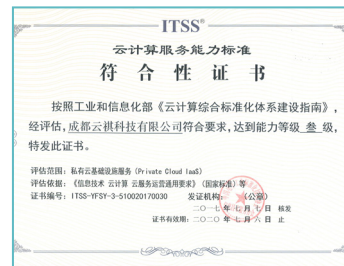 ITSS®
云计算服务能力标准
符合性证书
按照工业和信息化部《云计算综合标准化体系建设指南》，
经评估，成都云祺科技有限公司符合要求，达到能力等级 叁 级，
特发此证书。
评估范围：私有云基础设施服务（Private Cloud IaaS）
评估依据：《信息技术 云计算 云服务运营通用要求》（国家标准）等
证书编号：ITSS-YFSY-3-510020170030 发证机构：（公章）
二〇一七 年 七 月 七 日 核发
证书有效期：二〇二〇 年 七 月 六 日 止